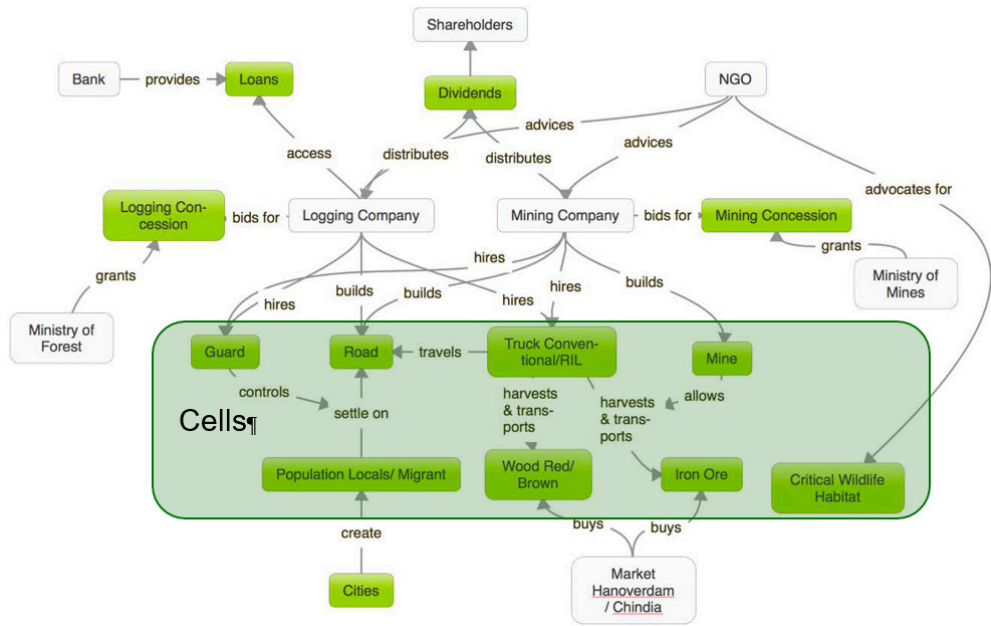 Shareholders
Bank
provides
Loans
Dividends
NGO
advices
access
distributes
distributes
advices
advocates for
Logging Con-
cession
bids for
Logging Company
Mining Company
bids for
Mining Concession
grants
hires
grants
Ministry of
Mines
hires
builds
builds
hires
hires
builds
Ministry of
Forest
Guard
Road
travels
Truck Conven-
tional/RIL
Mine
controls
settle on
harvests
& trans-
ports
harvests
& trans-
ports
allows
Cells¶
Population Locals/ Migrant
Wood Red/
Brown
Iron Ore
Critical Wildlife
Habitat
create
buys
buys
Cities
Market
Hanoverdam
/ Chindia